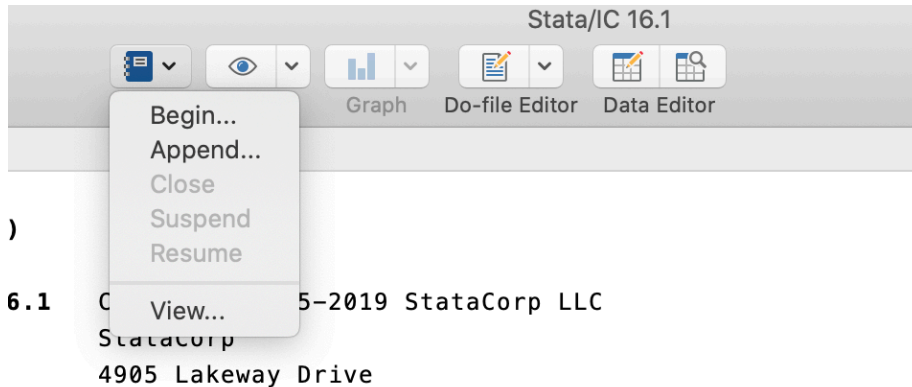 Stata/IC 16.1
Graph Do-file Editor Data Editor
Begin...
Append...
Close
Suspend
Resume
View...
)
6.1 C 5-2019 StataCorp LLC
StataCorp
4905 Lakeway Drive